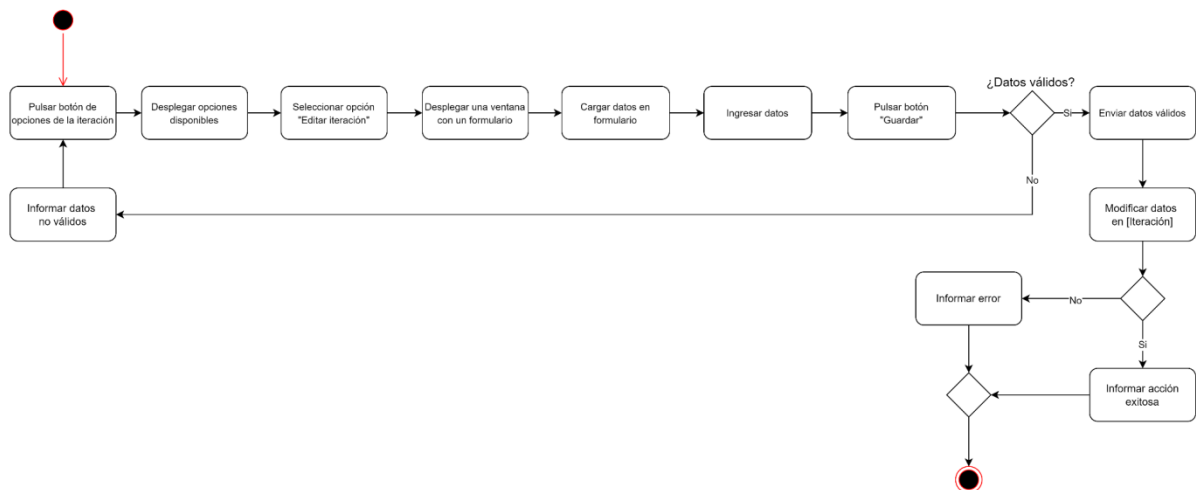 Pulsar botón de
opciones de la iteración
Desplegar opciones
disponibles
Seleccionar opción
"Editar iteración"
Desplegar una ventana
con un formulario
Cargar datos en
formulario
Ingresar datos
Pulsar botón
"Guardar"
¿Datos válidos?
Si
Enviar datos válidos
No
Informar datos
no válidos
Modificar datos
en [Iteración]
Informar error
No
Si
Informar acción
exitosa